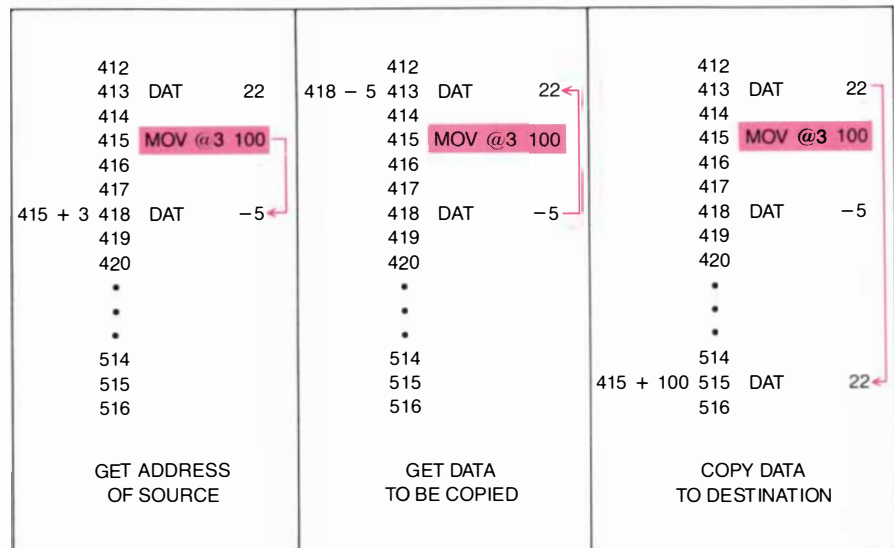 412
413 DAT 22
414
415 MOV @3 100
416
417
415 + 3 418 DAT −5
419
420
514
515
516
GET ADDRESS
OF SOURCE
412
418 − 5 413 DAT 22
414
415 MOV @3 100
416
417
418 DAT −5
419
420
514
515
516
GET DATA
TO BE COPIED
412
413 DAT 22
414
415 MOV @3 100
416
417
418 DAT −5
419
420
514
415 + 100 515 DAT 22
516
COPY DATA
TO DESTINATION